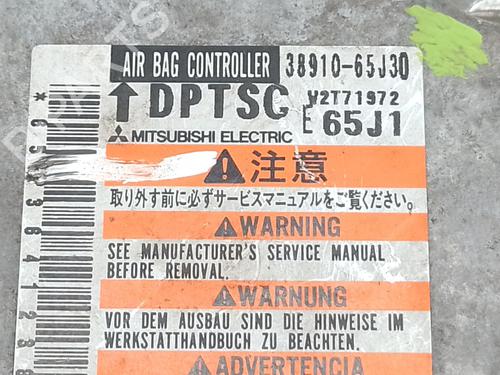 AIR BAG CONTROLLER 38910-65J30
↑DPTSC W2T71972
MITSUBISHI ELECTRIC E 65J1
注意
取り外す前に必ずサービスマニュアルをご覧ください。
WARNING
SEE MANUFACTURER'S SERVICE MANUAL
BEFORE REMOVAL.
WARNUNG
VOR DEM AUSBAU SIND DIE HINWEISE IM
WERKSTATTHANDBUCH ZU BEACHTEN.
ADVERTENCIA